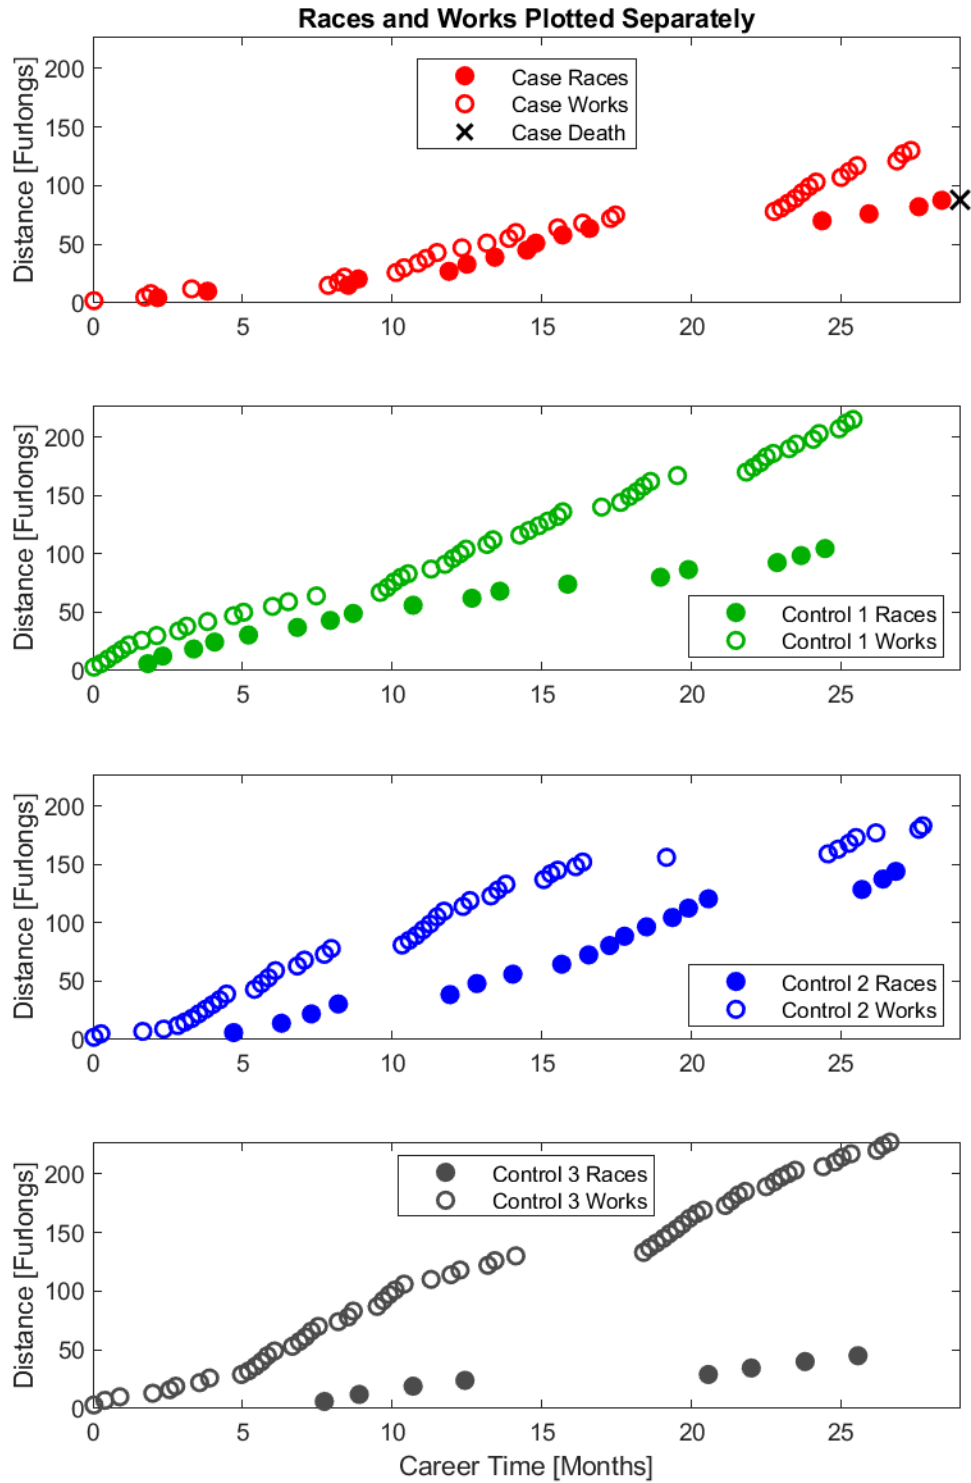 Races and Works Plotted Separately
Distance [Furlongs]
200
150
100
50
0
Case Races
Case Works
Case Death
0 5 10 15 20 25
Distance [Furlongs]
200
150
100
50
0
Control 1 Races
Control 1 Works
0 5 10 15 20 25
Distance [Furlongs]
200
150
100
50
0
Control 2 Races
Control 2 Works
0 5 10 15 20 25
Distance [Furlongs]
200
150
100
50
0
Control 3 Races
Control 3 Works
0 5 10 15 20 25
Career Time [Months]